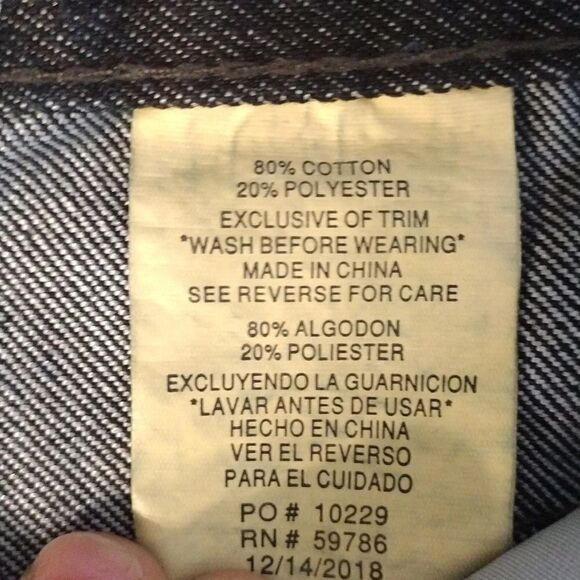 80% COTTON
20% POLYESTER
EXCLUSIVE OF TRIM
*WASH BEFORE WEARING*
MADE IN CHINA
SEE REVERSE FOR CARE
80% ALGODON
20% POLIESTER
EXCLUYENDO LA GUARNICION
*LAVAR ANTES DE USAR*
HECHO EN CHINA
VER EL REVERSO
PARA EL CUIDADO
PO # 10229
RN # 59786
12/14/2018